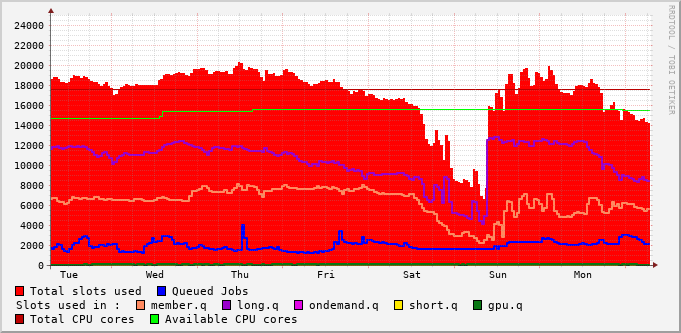 RRDTOOL / TOBI OETIKER
24000
22000
20000
18000
16000
14000
12000
10000
8000
6000
4000
2000
0
Tue Wed Thu Fri Sat Sun Mon
Total slots used Queued Jobs
Slots used in : member.q long.q ondemand.q short.q gpu.q
Total CPU cores Available CPU cores